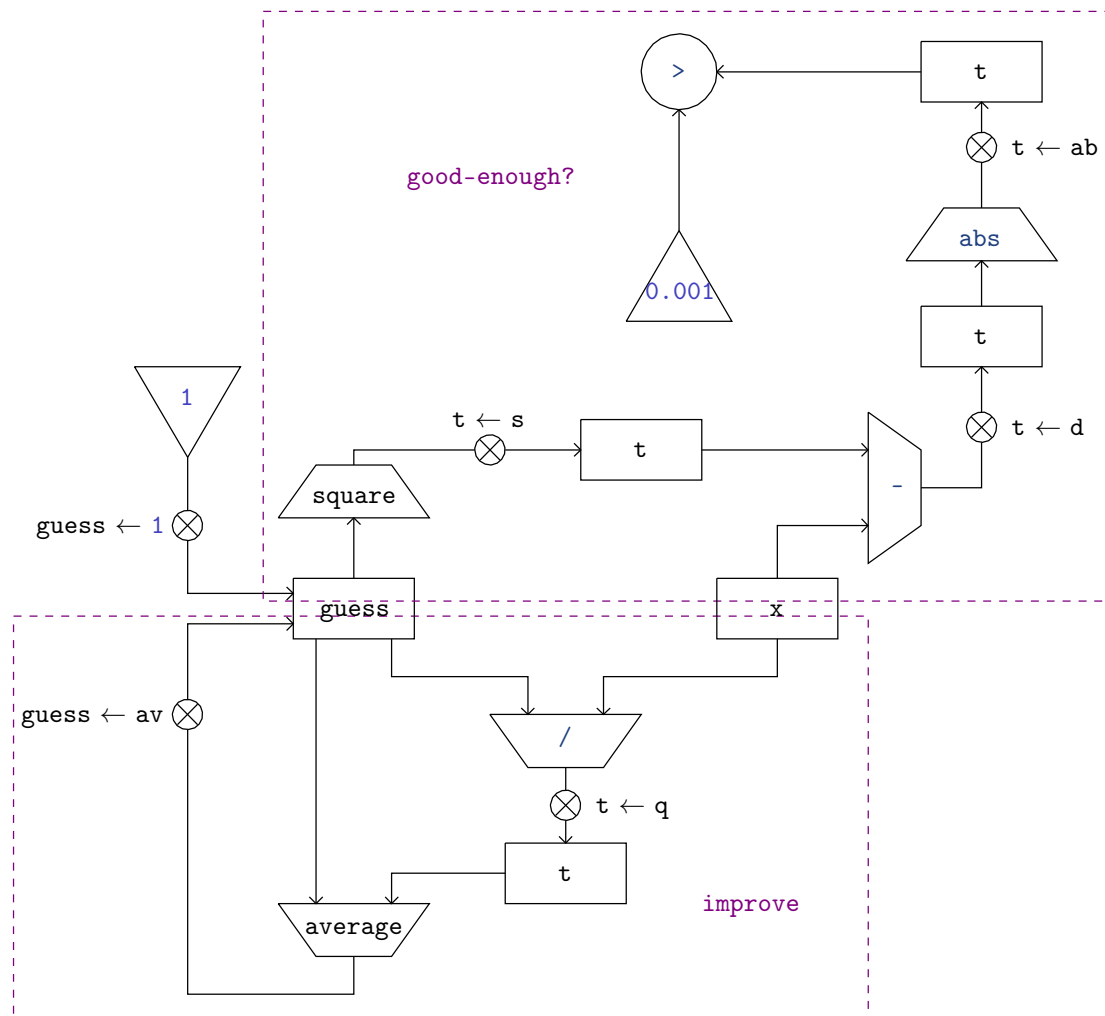 >
t
t ← ab
good-enough?
abs
0.001
t
1
t ← s
t ← d
t
-
square
guess ← 1
guess
x
guess ← av
/
t ← q
t
improve
average